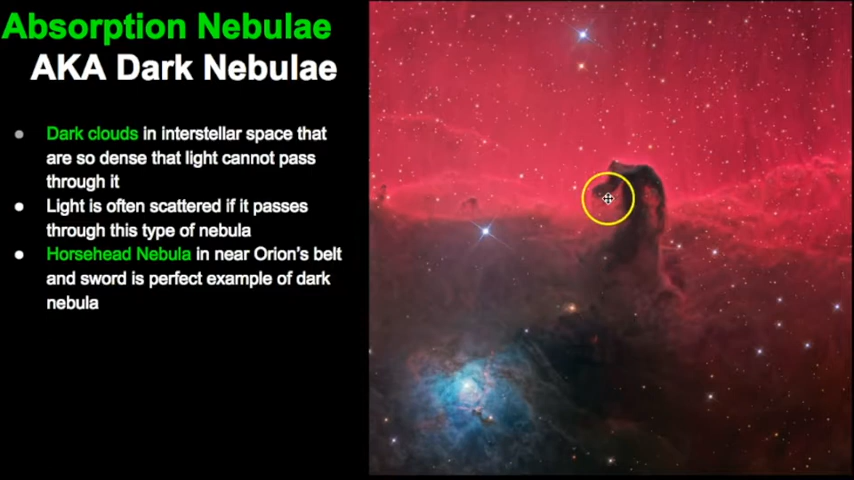 Absorption Nebulae
AKA Dark Nebulae
● Dark clouds in interstellar space that
are so dense that light cannot pass
through it
● Light is often scattered if it passes
through this type of nebula
● Horsehead Nebula in near Orion's belt
and sword is perfect example of dark
nebula